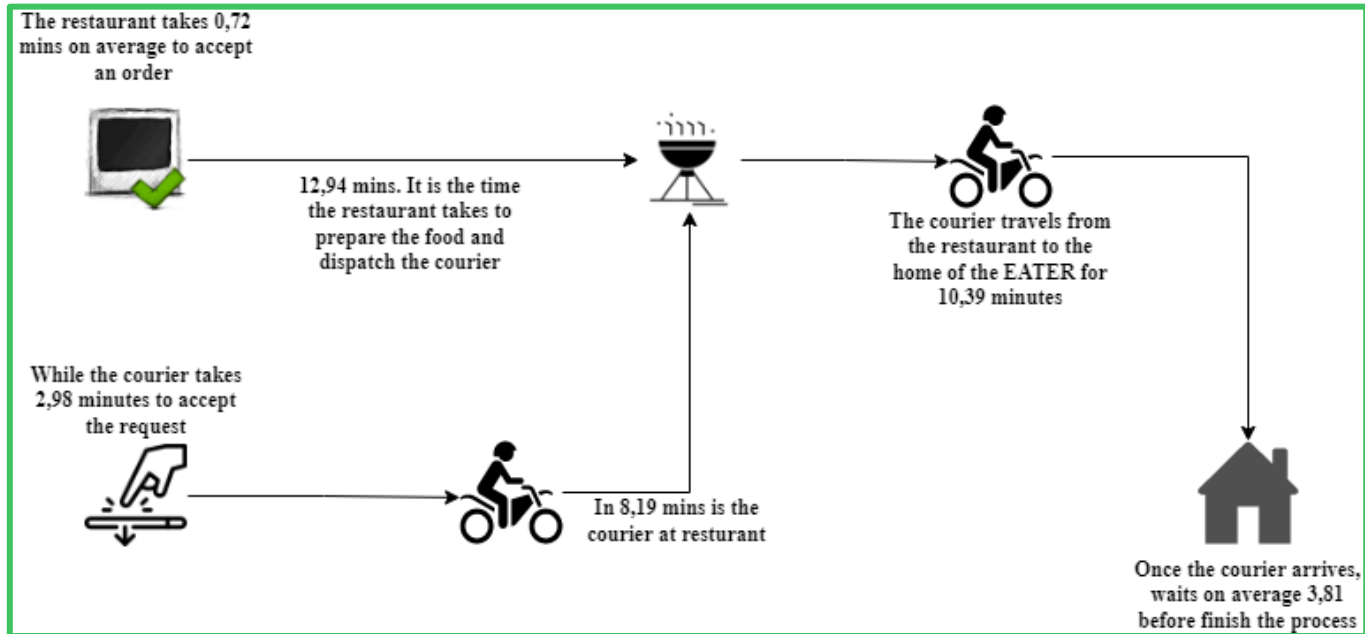 The restaurant takes 0,72
mins on average to accept
an order
12,94 mins. It is the time
the restaurant takes to
prepare the food and
dispatch the courier
The courier travels from
the restaurant to the
home of the EATER for
10,39 minutes
While the courier takes
2,98 minutes to accept
the request
In 8,19 mins is the
courier at resturant
Once the courier arrives,
waits on average 3,81
before finish the process